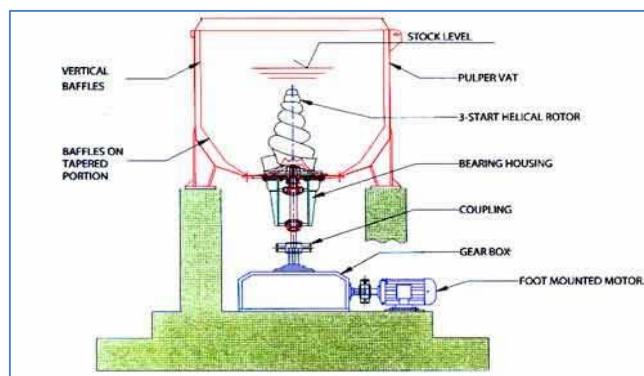 STOCK LEVEL
VERTICAL
BAFFLES
PULPER VAT
3-START HELICAL ROTOR
BAFFLES ON
TAPERED
PORTION
BEARING HOUSING
COUPLING
GEAR BOX
FOOT MOUNTED MOTOR.